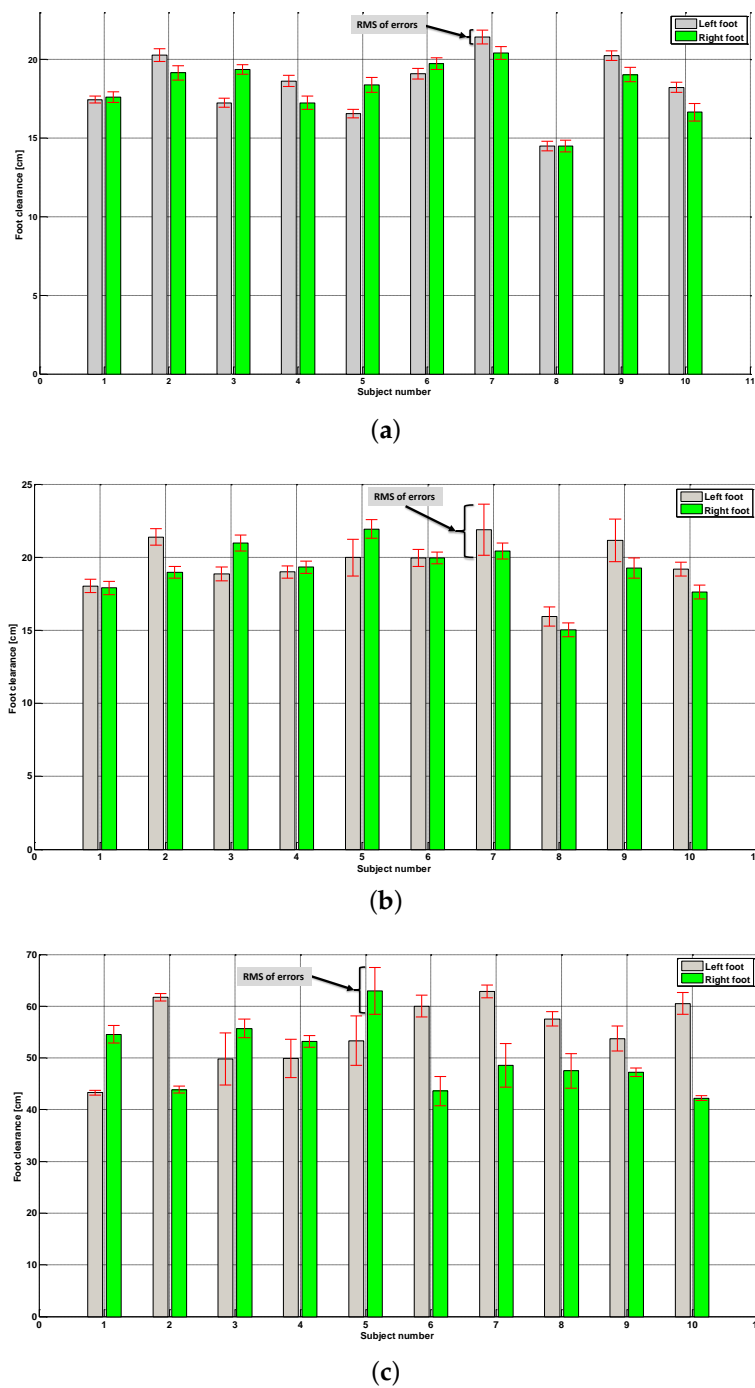 RMS of errors
Left foot
Right foot
20
15
10
5
0
Foot clearance [cm]
0 1 2 3 4 5 6 7 8 9 10 11
Subject number
(a)
25
20
15
10
5
0
RMS of errors
Left foot
Right foot
Foot clearance [cm]
0 1 2 3 4 5 6 7 8 9 10 1
Subject number
(b)
70
60
50
40
30
20
10
0
RMS of errors
Left foot
Right foot
Foot clearance [cm]
0 1 2 3 4 5 6 7 8 9 10 1
Subject number
(c)